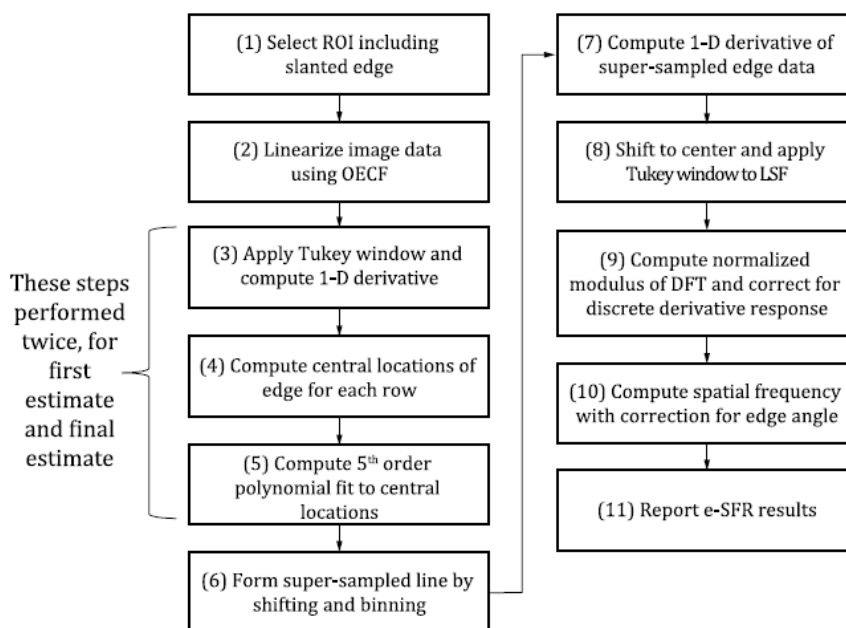 (1) Select ROI including
slanted edge
(2) Linearize image data
using OECF
These steps
performed
twice, for
first
estimate
and final
estimate
(3) Apply Tukey window and
compute 1-D derivative
(4) Compute central locations of
edge for each row
(5) Compute 5th order
polynomial fit to central
locations
(6) Form super-sampled line by
shifting and binning
(7) Compute 1-D derivative of
super-sampled edge data
(8) Shift to center and apply
Tukey window to LSF
(9) Compute normalized
modulus of DFT and correct for
discrete derivative response
(10) Compute spatial frequency
with correction for edge angle
(11) Report e-SFR results